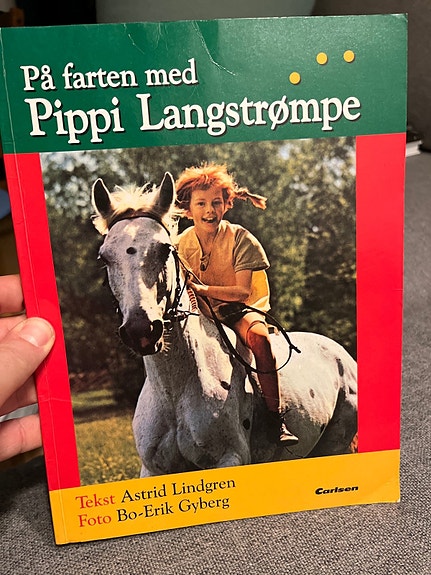 På farten med
Pippi Langstrømpe
Tekst Astrid Lindgren
Foto Bo-Erik Gyberg
Carlsen